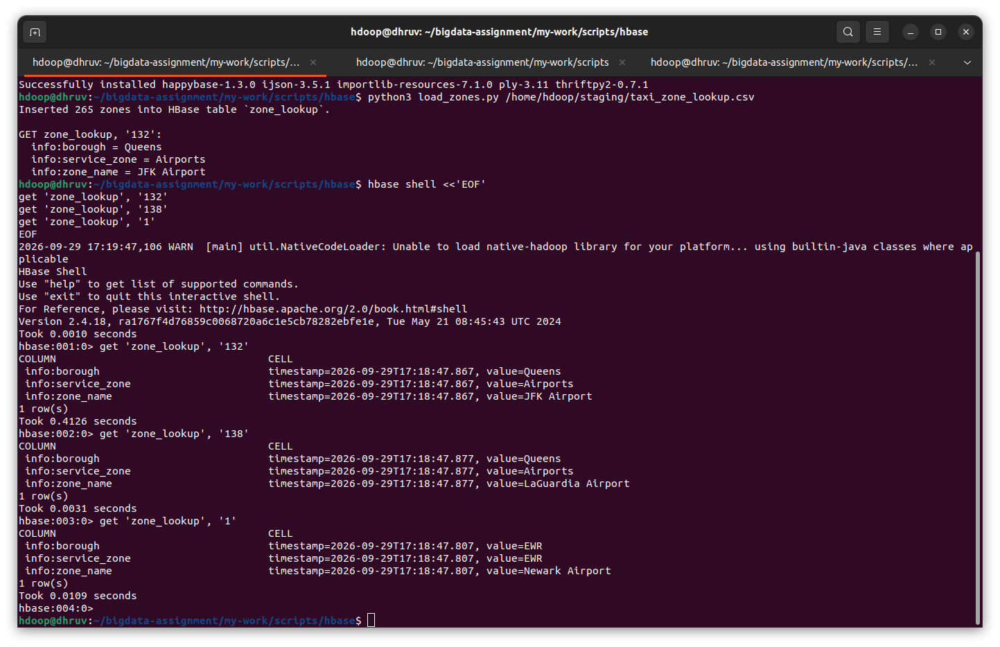 hdoop@dhruv: ~/bigdata-assignment/my-work/scripts/hbase
hdoop@dhruv: ~/bigdata-assignment/my-work/scripts/... hdoop@dhruv: ~/bigdata-assignment/my-work/scripts hdoop@dhruv: ~/bigdata-assignment/my-work/scripts/...
Successfully installed happybase-1.3.0 ijson-3.5.1 importlib-resources-7.1.0 ply-3.11 thriftpy2-0.7.1
hdoop@dhruv:~/bigdata-assignment/my-work/scripts/hbase$ python3 load_zones.py /home/hdoop/staging/taxi_zone_lookup.csv
Inserted 265 zones into HBase table `zone_lookup`.

GET zone_lookup, '132':
  info:borough = Queens
  info:service_zone = Airports
  info:zone_name = JFK Airport
hdoop@dhruv:~/bigdata-assignment/my-work/scripts/hbase$ hbase shell <<'EOF'
get 'zone_lookup', '132'
get 'zone_lookup', '138'
get 'zone_lookup', '1'
EOF
2026-09-29 17:19:47,106 WARN  [main] util.NativeCodeLoader: Unable to load native-hadoop library for your platform... using builtin-java classes where ap
plicable
HBase Shell
Use "help" to get list of supported commands.
Use "exit" to quit this interactive shell.
For Reference, please visit: http://hbase.apache.org/2.0/book.html#shell
Version 2.4.18, ra1767f4d76859c0068720a6c1e5cb78282ebfe1e, Tue May 21 08:45:43 UTC 2024
Took 0.0010 seconds
hbase:001:0> get 'zone_lookup', '132'
COLUMN                                  CELL
 info:borough                           timestamp=2026-09-29T17:18:47.867, value=Queens
 info:service_zone                      timestamp=2026-09-29T17:18:47.867, value=Airports
 info:zone_name                         timestamp=2026-09-29T17:18:47.867, value=JFK Airport
1 row(s)
Took 0.4126 seconds
hbase:002:0> get 'zone_lookup', '138'
COLUMN                                  CELL
 info:borough                           timestamp=2026-09-29T17:18:47.877, value=Queens
 info:service_zone                      timestamp=2026-09-29T17:18:47.877, value=Airports
 info:zone_name                         timestamp=2026-09-29T17:18:47.877, value=LaGuardia Airport
1 row(s)
Took 0.0031 seconds
hbase:003:0> get 'zone_lookup', '1'
COLUMN                                  CELL
 info:borough                           timestamp=2026-09-29T17:18:47.807, value=EWR
 info:service_zone                      timestamp=2026-09-29T17:18:47.807, value=EWR
 info:zone_name                         timestamp=2026-09-29T17:18:47.807, value=Newark Airport
1 row(s)
Took 0.0109 seconds
hbase:004:0>
hdoop@dhruv:~/bigdata-assignment/my-work/scripts/hbase$